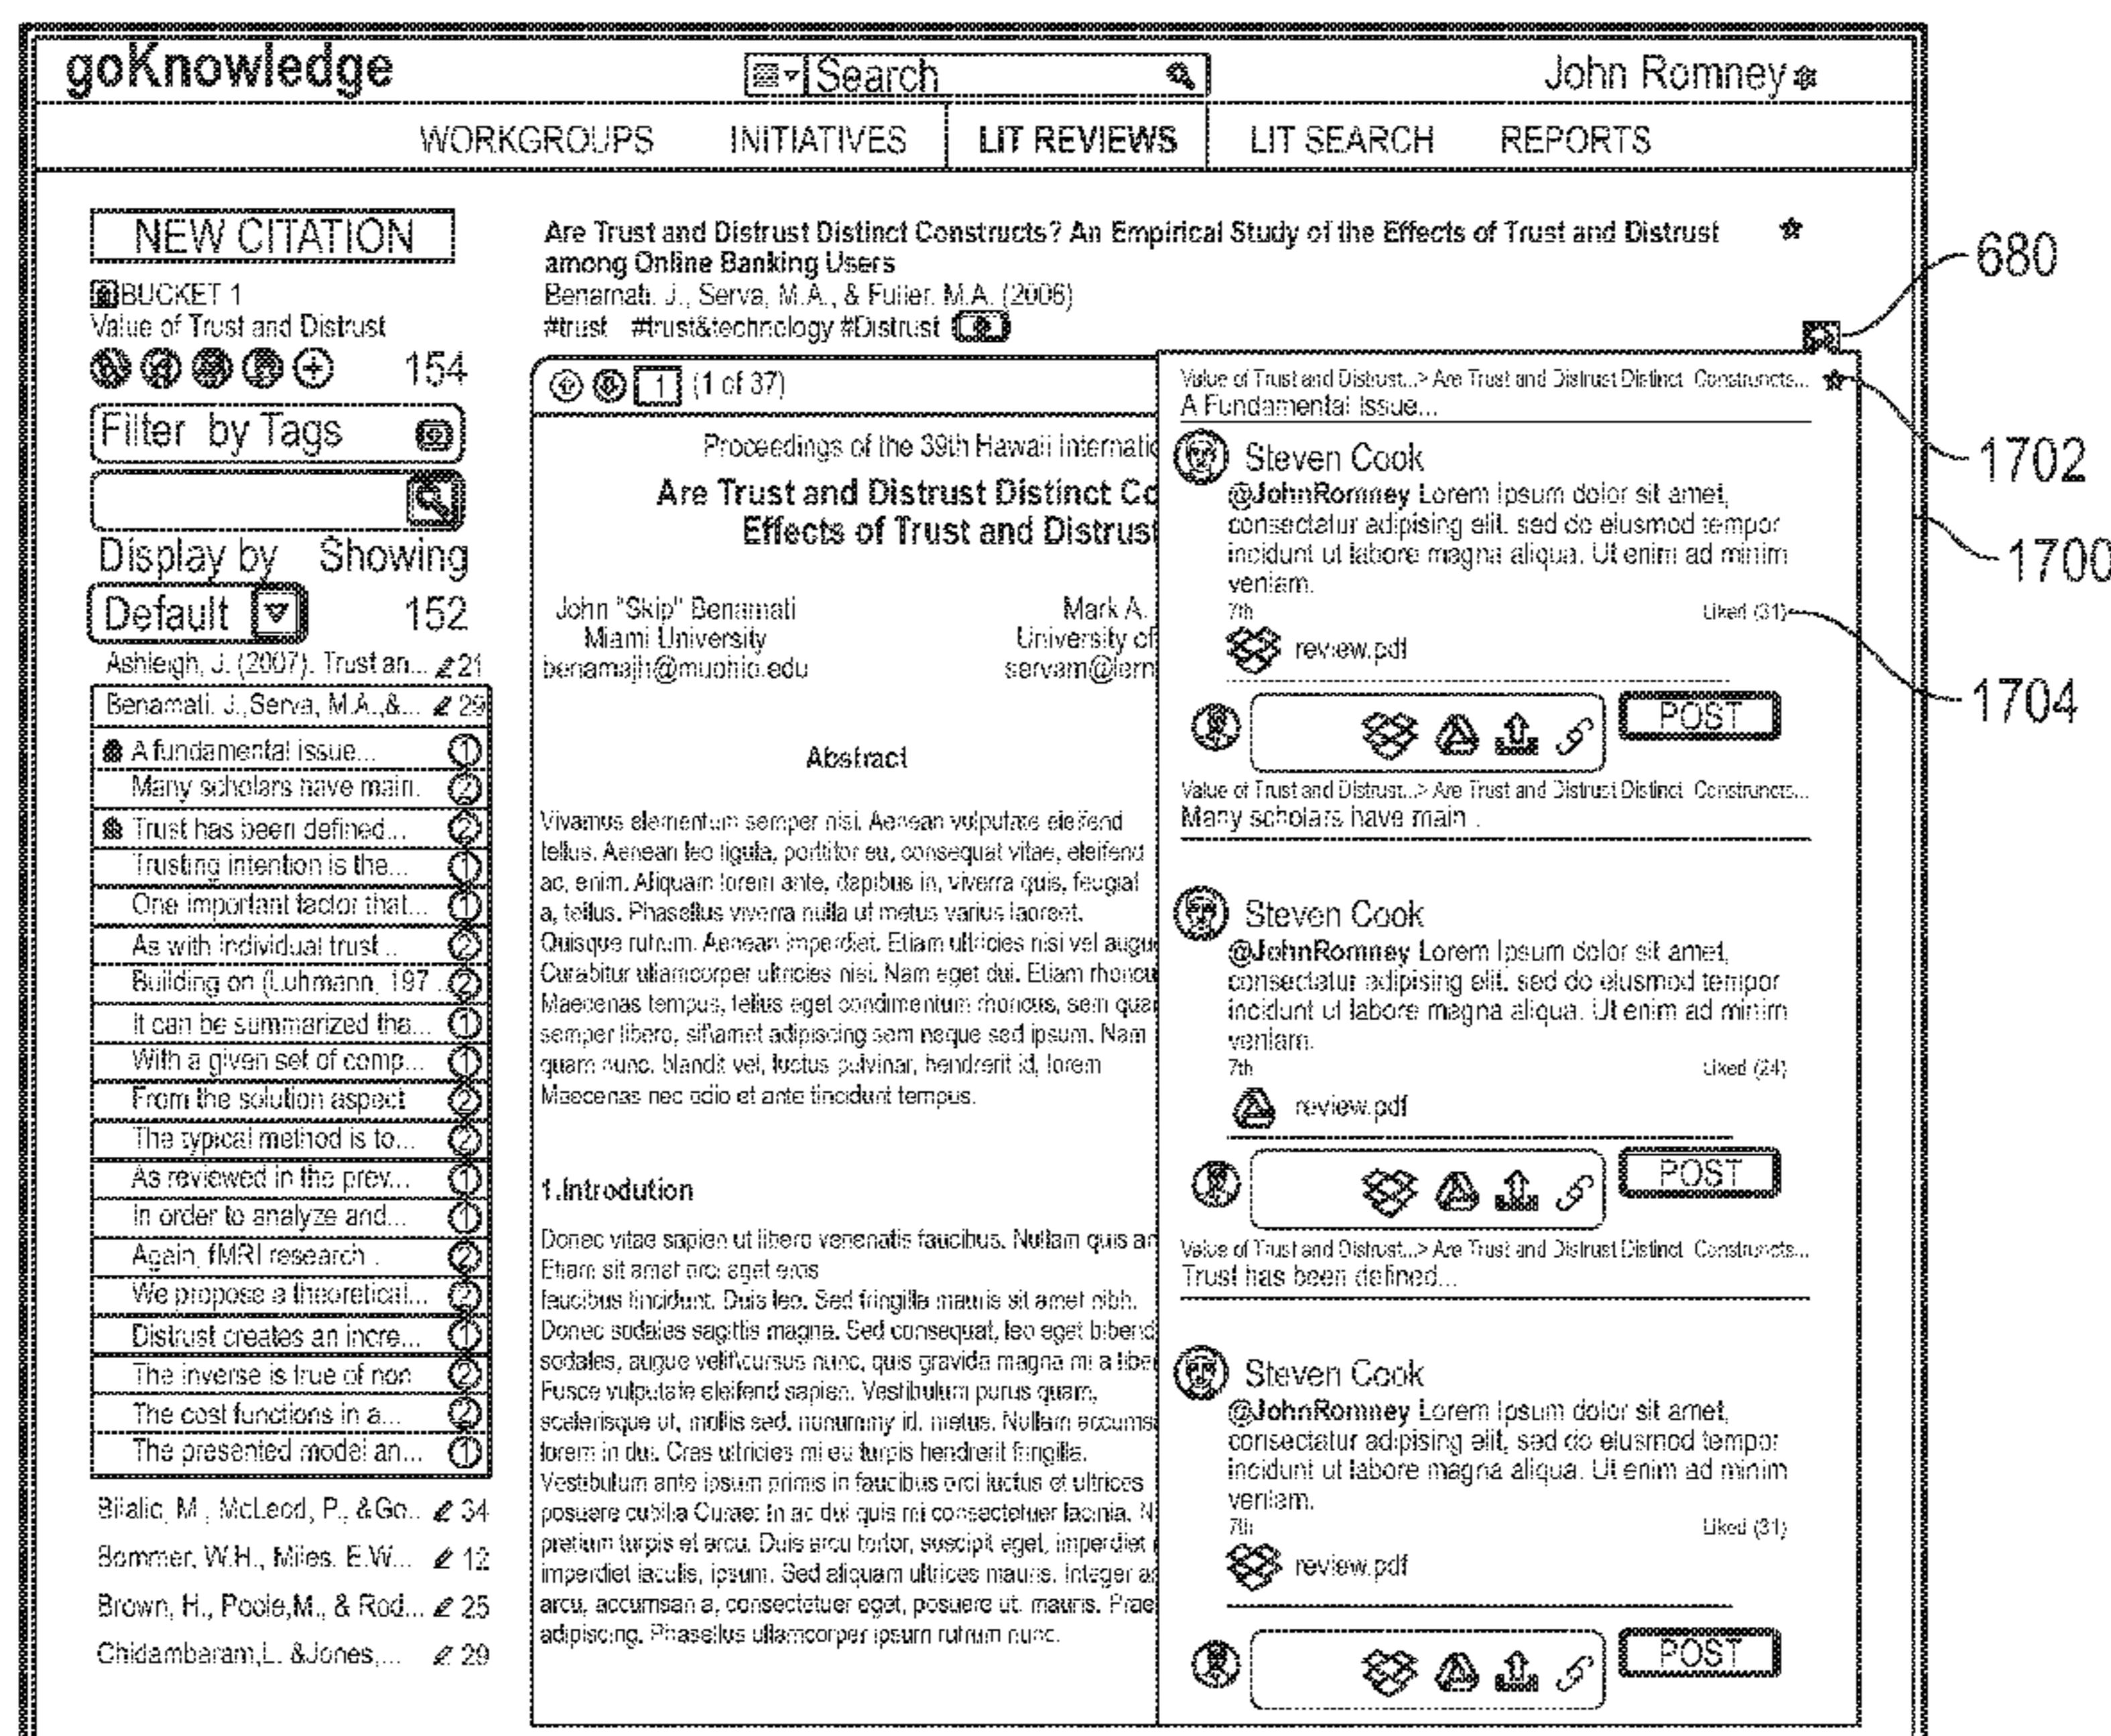 goKnowledge
Search
John Romney
WORKGROUPS INITIATIVES LIT REVIEWS LIT SEARCH REPORTS
NEW CITATION
BUCKET 1
Value of Trust and Distrust
154
Filter by Tags
Display by Showing
Default 152
Ashleigh, J. (2007). Trust an... 21
Benamati. J.,Serva, M.A.,&... 29
A fundamental issue... 1
Many scholars have main. 2
Trust has been defined... 2
Trusting intention is the... 1
One important factor that... 1
As with individual trust .. 2
Building on (Luhmann, 197 .. 2
It can be summarized tha... 1
With a given set of comp... 1
From the solution aspect 2
The typical method is to... 2
As reviewed in the prev... 1
In order to analyze and... 1
Again, fMRI research . 2
We propose a theoretical... 2
Distrust creates an incre... 1
The inverse is true of non 2
The cost functions in a... 2
The presented model an... 1
Bilalic, M., McLeod, P., &Go.. 34
Bommer, W.H., Miles. E.W... 12
Brown, H., Poole,M., & Rod... 25
Chidambaram,L. &Jones,... 29
Are Trust and Distrust Distinct Constructs? An Empirical Study of the Effects of Trust and Distrust
among Online Banking Users
Benamati. J., Serva, M.A., & Fuller. M.A. (2006)
#trust #trust&technology #Distrust
1 (1 of 37)
Proceedings of the 39th Hawaii Internatio
Are Trust and Distrust Distinct Co
Effects of Trust and Distrust
John "Skip" Benamati
Miami University
benamajh@muohio.edu
Mark A.
University of
servam@lern
Abstract
Vivamus elementum semper nisi. Aenean vulputate eleifend
tellus. Aenean leo ligula, porttitor eu, consequat vitae, eleifend
ac, enim. Aliquam lorem ante, dapibus in, viverra quis, feugiat
a, tellus. Phasellus viverra nulla ut metus varius laoreet.
Quisque rutrum. Aenean imperdiet. Etiam ultricies nisi vel augue
Curabitur ullamcorper ultricies nisi. Nam eget dui. Etiam rhoncu
Maecenas tempus, tellus eget condimentum rhoncus, sem quar
semper libero, sit amet adipiscing sem neque sed ipsum. Nam
quam nunc, blandit vel, luctus pulvinar, hendrerit id, lorem
Maecenas nec odio et ante tincidunt tempus.
1.Introdution
Donec vitae sapien ut libero venenatis faucibus. Nullam quis an
Etiam sit amat orci eget eros
faucibus tincidunt. Duis leo. Sed fringilla mauris sit amet nibh.
Donec sodales sagittis magna. Sed consequat, leo eget bibend
sodales, augue velit cursus nunc, quis gravida magna mi a liber
Fusce vulputate eleifend sapien. Vestibulum purus quam,
scelerisque ut, mollis sed, nonummy id, metus. Nullam accums
lorem in dui. Cras ultricies mi eu turpis hendrerit fringilla.
Vestibulum ante ipsum primis in faucibus orci luctus et ultrices
posuere cubilia Curae; In ac dui quis mi consectetuer lacinia. N
pretium turpis et arcu. Duis arcu tortor, suscipit eget, imperdiet
imperdiet iaculis, ipsum. Sed aliquam ultrices mauris. Integer a
arcu, accumsan a, consectetuer eget, posuere ut, mauris. Prae
adipiscing. Phasellus ullamcorper ipsum rutrum nunc.
Value of Trust and Distrust...> Are Trust and Distrust Distinct Constructs...
A Fundamental Issue...
Steven Cook
@JohnRomney Lorem Ipsum dolor sit amet,
consectatur adipising elit. sed do eiusmod tempor
incidunt ut labore magna aliqua. Ut enim ad minim
veniam.
7th Liked (31)
review.pdf
POST
Value of Trust and Distrust...> Are Trust and Distrust Distinct Constructs...
Many scholars have main .
Steven Cook
@JohnRomney Lorem Ipsum dolor sit amet,
consectatur adipising elit. sed do eiusmod tempor
incidunt ut labore magna aliqua. Ut enim ad minim
veniam.
7th Liked (24)
review.pdf
POST
Value of Trust and Distrust...> Are Trust and Distrust Distinct Constructs...
Trust has been defined...
Steven Cook
@JohnRomney Lorem Ipsum dolor sit amet,
consectatur adipising elit, sed do eiusmod tempor
incidunt ut labore magna aliqua. Ut enim ad minim
veniam.
7th Liked (31)
review.pdf
POST
680
1702
1700
1704